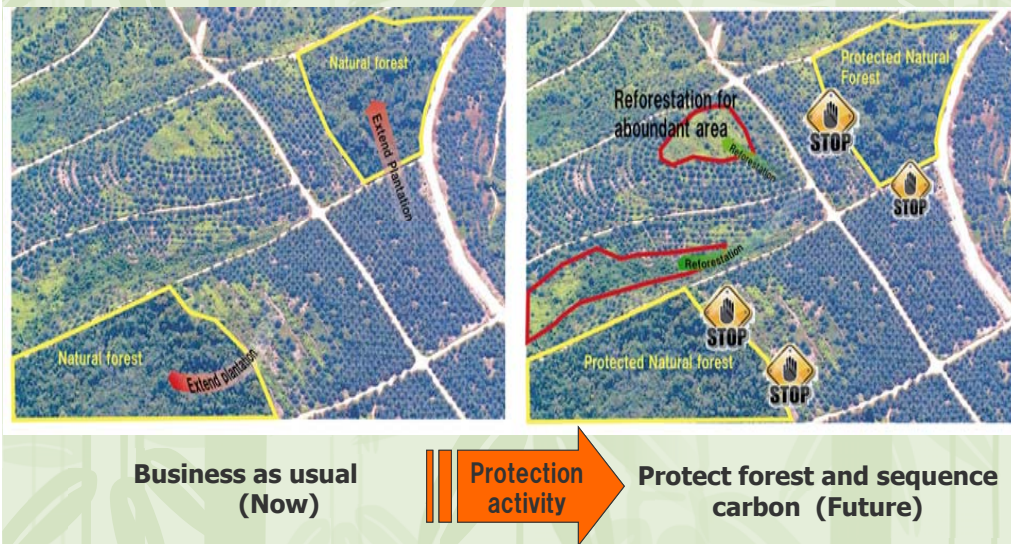 Natural forest
Extend Plantation
Natural forest
Extend plantation
Protected Natural
Forest
Reforestation for
aboundant area
STOP
Reforestation
STOP
Reforestation
STOP
Protected Natural forest
STOP
Business as usual
(Now)
Protection
activity
Protect forest and sequence
carbon (Future)